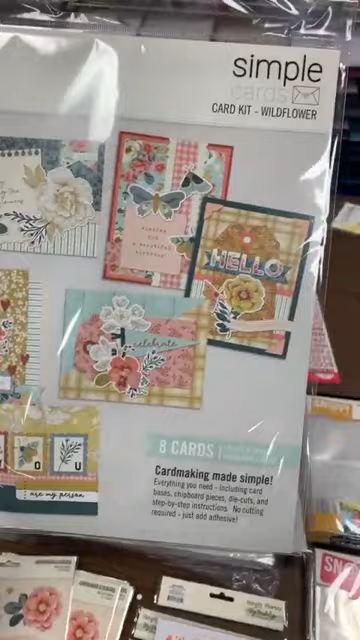 simple
cards
CARD KIT - WILDFLOWER
HELLO
celebrate
8 CARDS
O
U
are my person
Cardmaking made simple!
Everything you need - including card
bases, chipboard pieces, die-cuts, and
step-by-step instructions. No cutting
required - just add adhesive!